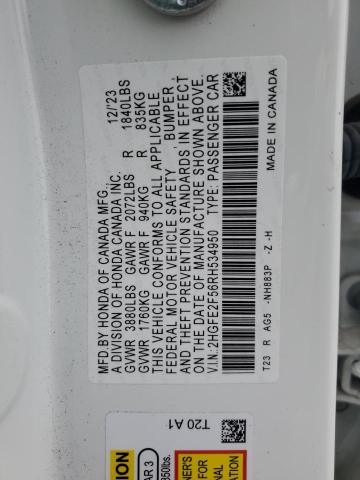 MFD.BY HONDA OF CANADA MFG. 12/'23
A DIVISION OF HONDA CANADA INC.
GVWR 3880LBS GAWR F 2072LBS R 1840LBS
GVWR 1760KG GAWR F 940KG R 835KG
THIS VEHICLE CONFORMS TO ALL APPLICABLE
FEDERAL MOTOR VEHICLE SAFETY, BUMPER,
AND THEFT PREVENTION STANDARDS IN EFFECT
ON THE DATE OF MANUFACTURE SHOWN ABOVE.
V.I.N: 2HGFE2F56RH534950 TYPE: PASSENGER CAR
T23 R AG5 -NH883P -Z -H MADE IN CANADA
T20 A1
AR 3
350lbs.